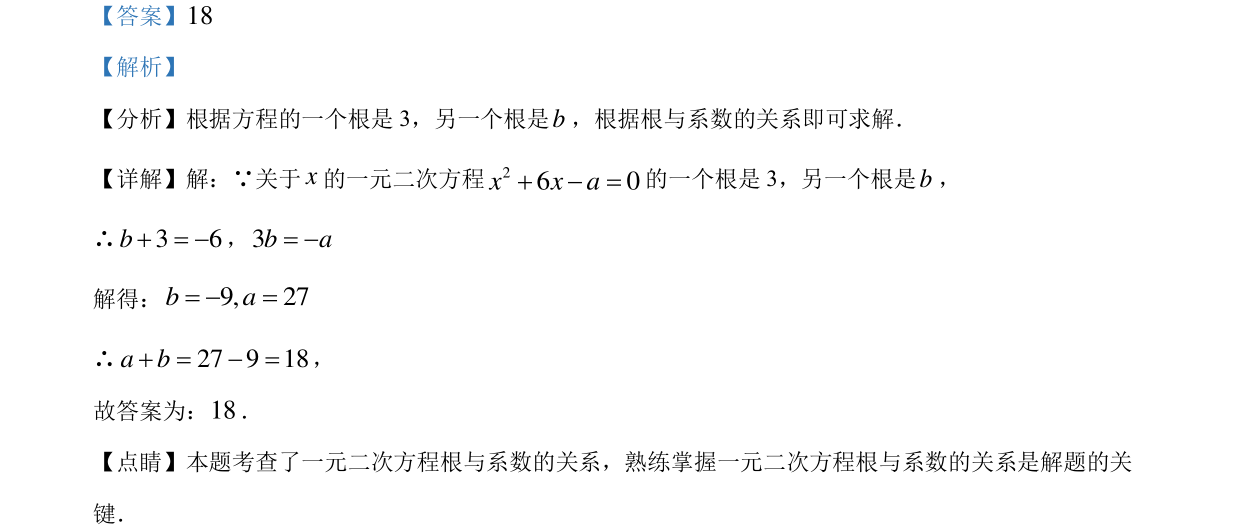 【答案】18
【解析】
【分析】根据方程的一个根是 3，另一个根是b，根据根与系数的关系即可求解．
【详解】解：∵关于 x 的一元二次方程 x²+6x−a=0 的一个根是 3，另一个根是b，
∴b+3=−6，3b=−a
解得：b=−9,a=27
∴a+b=27−9=18，
故答案为：18．
【点睛】本题考查了一元二次方程根与系数的关系，熟练掌握一元二次方程根与系数的关系是解题的关
键．